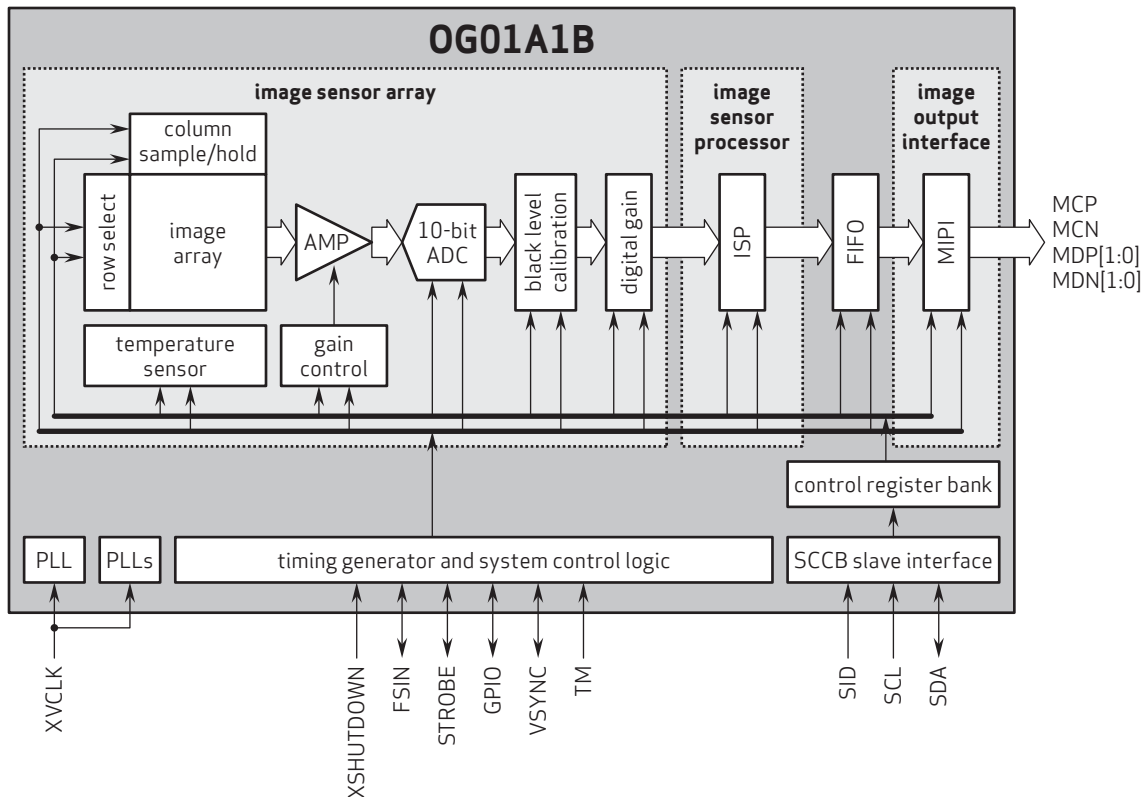 OG01A1B
image sensor array
image
sensor
processor
image
output
interface
column
sample/hold
row select
image
array
AMP
10-bit
ADC
black level
calibration
digital gain
ISP
FIFO
MIPI
MCP
MCN
MDP[1:0]
MDN[1:0]
temperature
sensor
gain
control
control register bank
PLL
PLLs
timing generator and system control logic
SCCB slave interface
XVCLK
XSHUTDOWN
FSIN
STROBE
GPIO
VSYNC
TM
SID
SCL
SDA